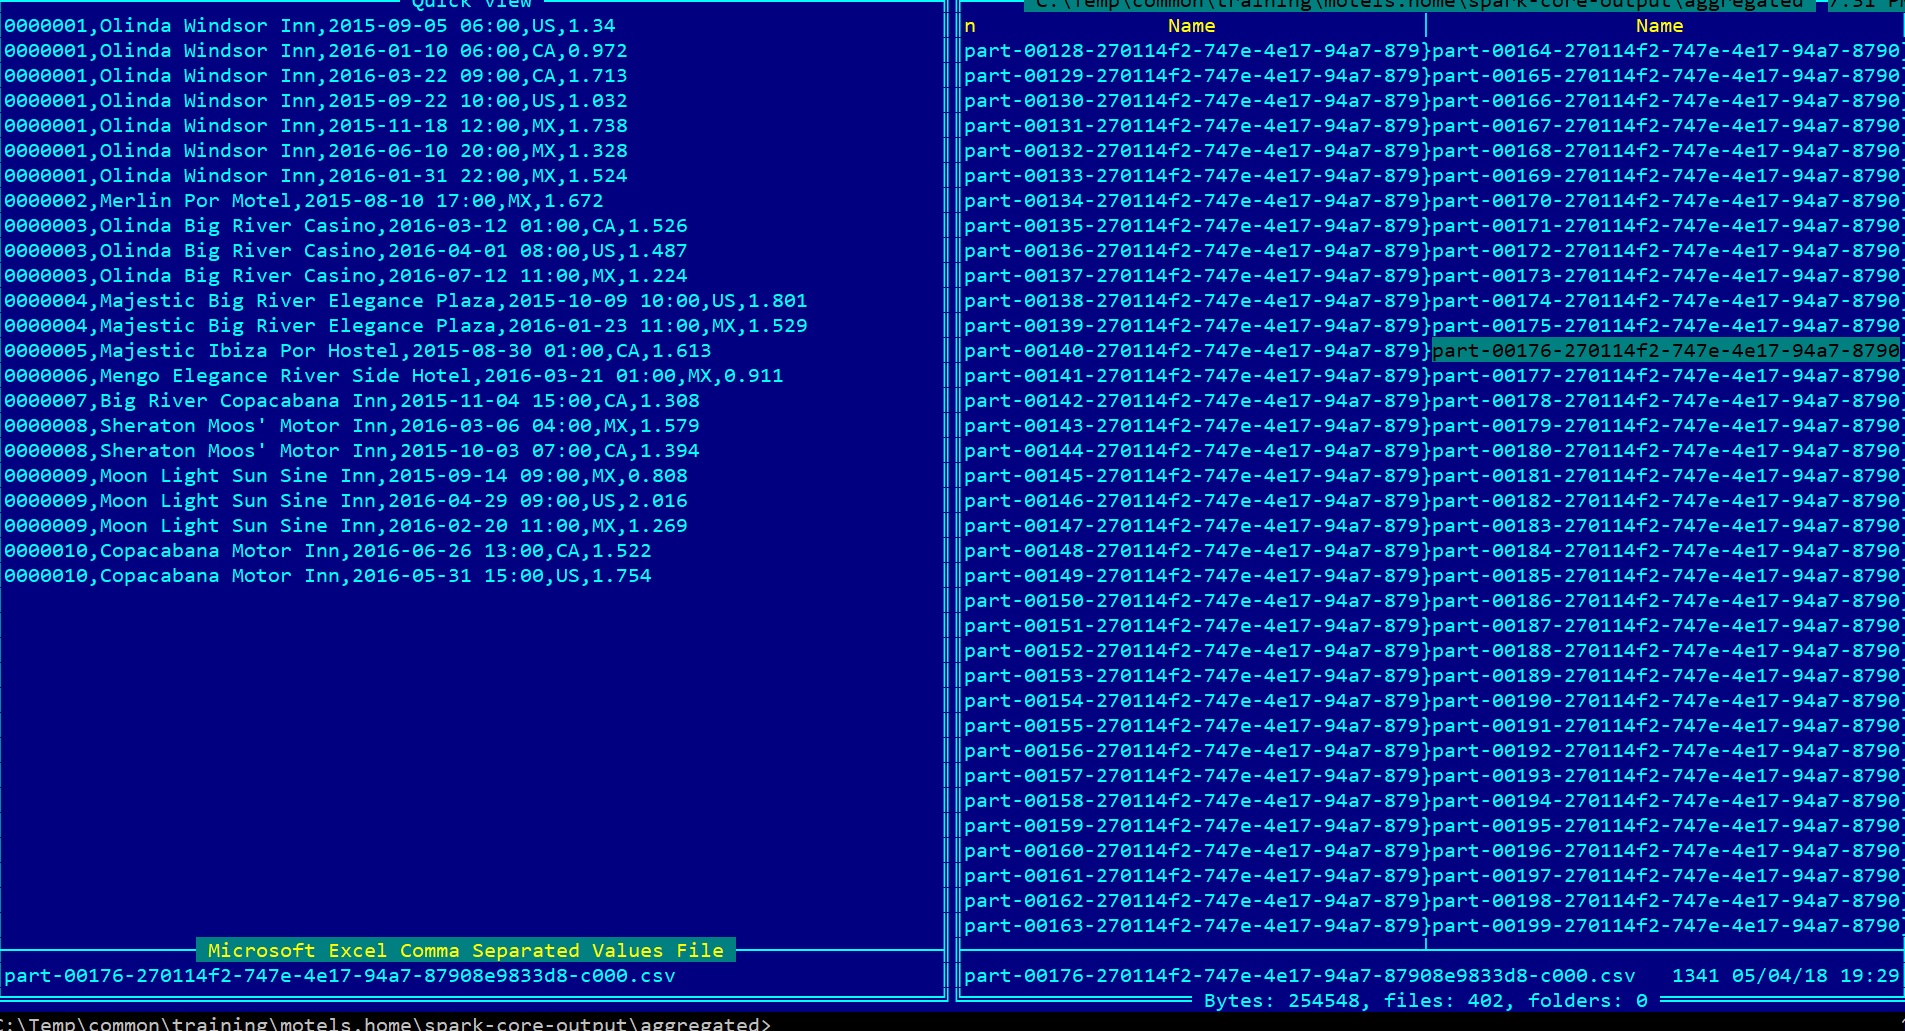 Quick view
0000001,Olinda Windsor Inn,2015-09-05 06:00,US,1.34
0000001,Olinda Windsor Inn,2016-01-10 06:00,CA,0.972
0000001,Olinda Windsor Inn,2016-03-22 09:00,CA,1.713
0000001,Olinda Windsor Inn,2015-09-22 10:00,US,1.032
0000001,Olinda Windsor Inn,2015-11-18 12:00,MX,1.738
0000001,Olinda Windsor Inn,2016-06-10 20:00,MX,1.328
0000001,Olinda Windsor Inn,2016-01-31 22:00,MX,1.524
0000002,Merlin Por Motel,2015-08-10 17:00,MX,1.672
0000003,Olinda Big River Casino,2016-03-12 01:00,CA,1.526
0000003,Olinda Big River Casino,2016-04-01 08:00,US,1.487
0000003,Olinda Big River Casino,2016-07-12 11:00,MX,1.224
0000004,Majestic Big River Elegance Plaza,2015-10-09 10:00,US,1.801
0000004,Majestic Big River Elegance Plaza,2016-01-23 11:00,MX,1.529
0000005,Majestic Ibiza Por Hostel,2015-08-30 01:00,CA,1.613
0000006,Mengo Elegance River Side Hotel,2016-03-21 01:00,MX,0.911
0000007,Big River Copacabana Inn,2015-11-04 15:00,CA,1.308
0000008,Sheraton Moos' Motor Inn,2016-03-06 04:00,MX,1.579
0000008,Sheraton Moos' Motor Inn,2015-10-03 07:00,CA,1.394
0000009,Moon Light Sun Sine Inn,2015-09-14 09:00,MX,0.808
0000009,Moon Light Sun Sine Inn,2016-04-29 09:00,US,2.016
0000009,Moon Light Sun Sine Inn,2016-02-20 11:00,MX,1.269
0000010,Copacabana Motor Inn,2016-06-26 13:00,CA,1.522
0000010,Copacabana Motor Inn,2016-05-31 15:00,US,1.754
Microsoft Excel Comma Separated Values File
part-00176-270114f2-747e-4e17-94a7-87908e9833d8-c000.csv
C:\Temp\common\training\motels.home\spark-core-output\aggregated 7:31 PM
n Name Name
part-00128-270114f2-747e-4e17-94a7-879}part-00164-270114f2-747e-4e17-94a7-8790
part-00129-270114f2-747e-4e17-94a7-879}part-00165-270114f2-747e-4e17-94a7-8790
part-00130-270114f2-747e-4e17-94a7-879}part-00166-270114f2-747e-4e17-94a7-8790
part-00131-270114f2-747e-4e17-94a7-879}part-00167-270114f2-747e-4e17-94a7-8790
part-00132-270114f2-747e-4e17-94a7-879}part-00168-270114f2-747e-4e17-94a7-8790
part-00133-270114f2-747e-4e17-94a7-879}part-00169-270114f2-747e-4e17-94a7-8790
part-00134-270114f2-747e-4e17-94a7-879}part-00170-270114f2-747e-4e17-94a7-8790
part-00135-270114f2-747e-4e17-94a7-879}part-00171-270114f2-747e-4e17-94a7-8790
part-00136-270114f2-747e-4e17-94a7-879}part-00172-270114f2-747e-4e17-94a7-8790
part-00137-270114f2-747e-4e17-94a7-879}part-00173-270114f2-747e-4e17-94a7-8790
part-00138-270114f2-747e-4e17-94a7-879}part-00174-270114f2-747e-4e17-94a7-8790
part-00139-270114f2-747e-4e17-94a7-879}part-00175-270114f2-747e-4e17-94a7-8790
part-00140-270114f2-747e-4e17-94a7-879}part-00176-270114f2-747e-4e17-94a7-8790
part-00141-270114f2-747e-4e17-94a7-879}part-00177-270114f2-747e-4e17-94a7-8790
part-00142-270114f2-747e-4e17-94a7-879}part-00178-270114f2-747e-4e17-94a7-8790
part-00143-270114f2-747e-4e17-94a7-879}part-00179-270114f2-747e-4e17-94a7-8790
part-00144-270114f2-747e-4e17-94a7-879}part-00180-270114f2-747e-4e17-94a7-8790
part-00145-270114f2-747e-4e17-94a7-879}part-00181-270114f2-747e-4e17-94a7-8790
part-00146-270114f2-747e-4e17-94a7-879}part-00182-270114f2-747e-4e17-94a7-8790
part-00147-270114f2-747e-4e17-94a7-879}part-00183-270114f2-747e-4e17-94a7-8790
part-00148-270114f2-747e-4e17-94a7-879}part-00184-270114f2-747e-4e17-94a7-8790
part-00149-270114f2-747e-4e17-94a7-879}part-00185-270114f2-747e-4e17-94a7-8790
part-00150-270114f2-747e-4e17-94a7-879}part-00186-270114f2-747e-4e17-94a7-8790
part-00151-270114f2-747e-4e17-94a7-879}part-00187-270114f2-747e-4e17-94a7-8790
part-00152-270114f2-747e-4e17-94a7-879}part-00188-270114f2-747e-4e17-94a7-8790
part-00153-270114f2-747e-4e17-94a7-879}part-00189-270114f2-747e-4e17-94a7-8790
part-00154-270114f2-747e-4e17-94a7-879}part-00190-270114f2-747e-4e17-94a7-8790
part-00155-270114f2-747e-4e17-94a7-879}part-00191-270114f2-747e-4e17-94a7-8790
part-00156-270114f2-747e-4e17-94a7-879}part-00192-270114f2-747e-4e17-94a7-8790
part-00157-270114f2-747e-4e17-94a7-879}part-00193-270114f2-747e-4e17-94a7-8790
part-00158-270114f2-747e-4e17-94a7-879}part-00194-270114f2-747e-4e17-94a7-8790
part-00159-270114f2-747e-4e17-94a7-879}part-00195-270114f2-747e-4e17-94a7-8790
part-00160-270114f2-747e-4e17-94a7-879}part-00196-270114f2-747e-4e17-94a7-8790
part-00161-270114f2-747e-4e17-94a7-879}part-00197-270114f2-747e-4e17-94a7-8790
part-00162-270114f2-747e-4e17-94a7-879}part-00198-270114f2-747e-4e17-94a7-8790
part-00163-270114f2-747e-4e17-94a7-879}part-00199-270114f2-747e-4e17-94a7-8790
part-00176-270114f2-747e-4e17-94a7-87908e9833d8-c000.csv 1341 05/04/18 19:29
Bytes: 254548, files: 402, folders: 0
C:\Temp\common\training\motels.home\spark-core-output\aggregated>